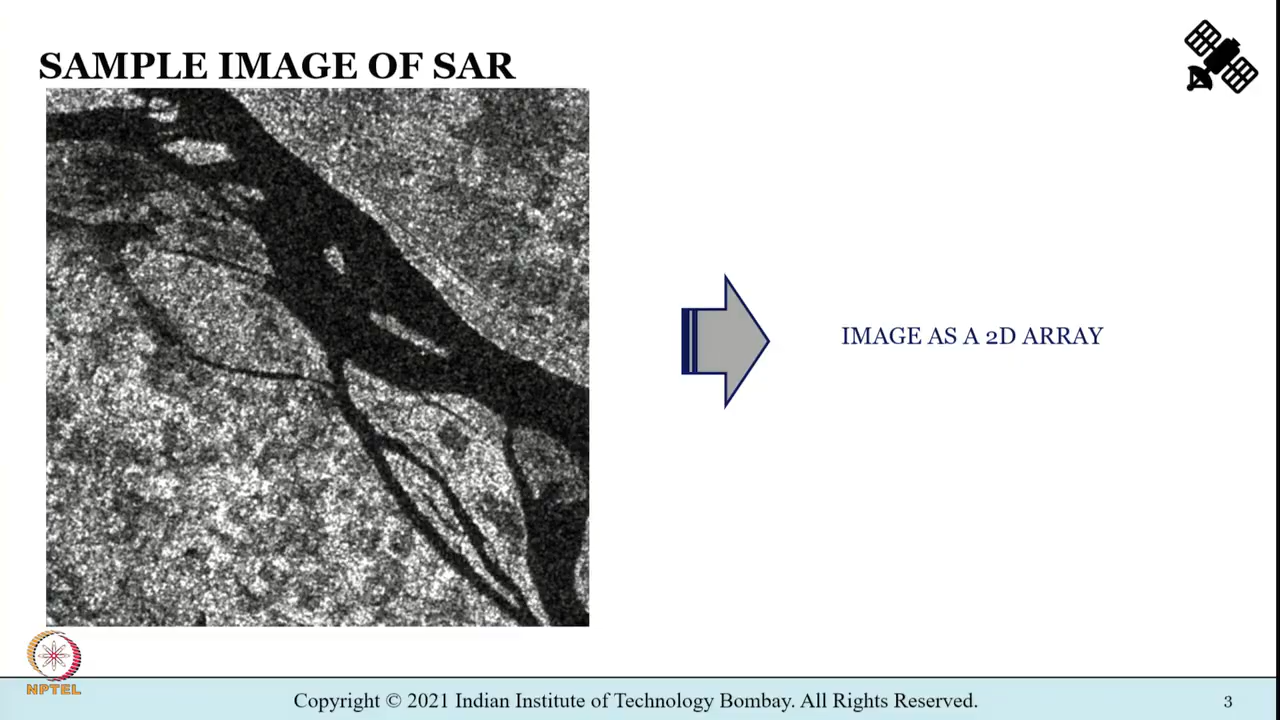 SAMPLE IMAGE OF SAR
IMAGE AS A 2D ARRAY
NPTEL
Copyright © 2021 Indian Institute of Technology Bombay. All Rights Reserved.
3